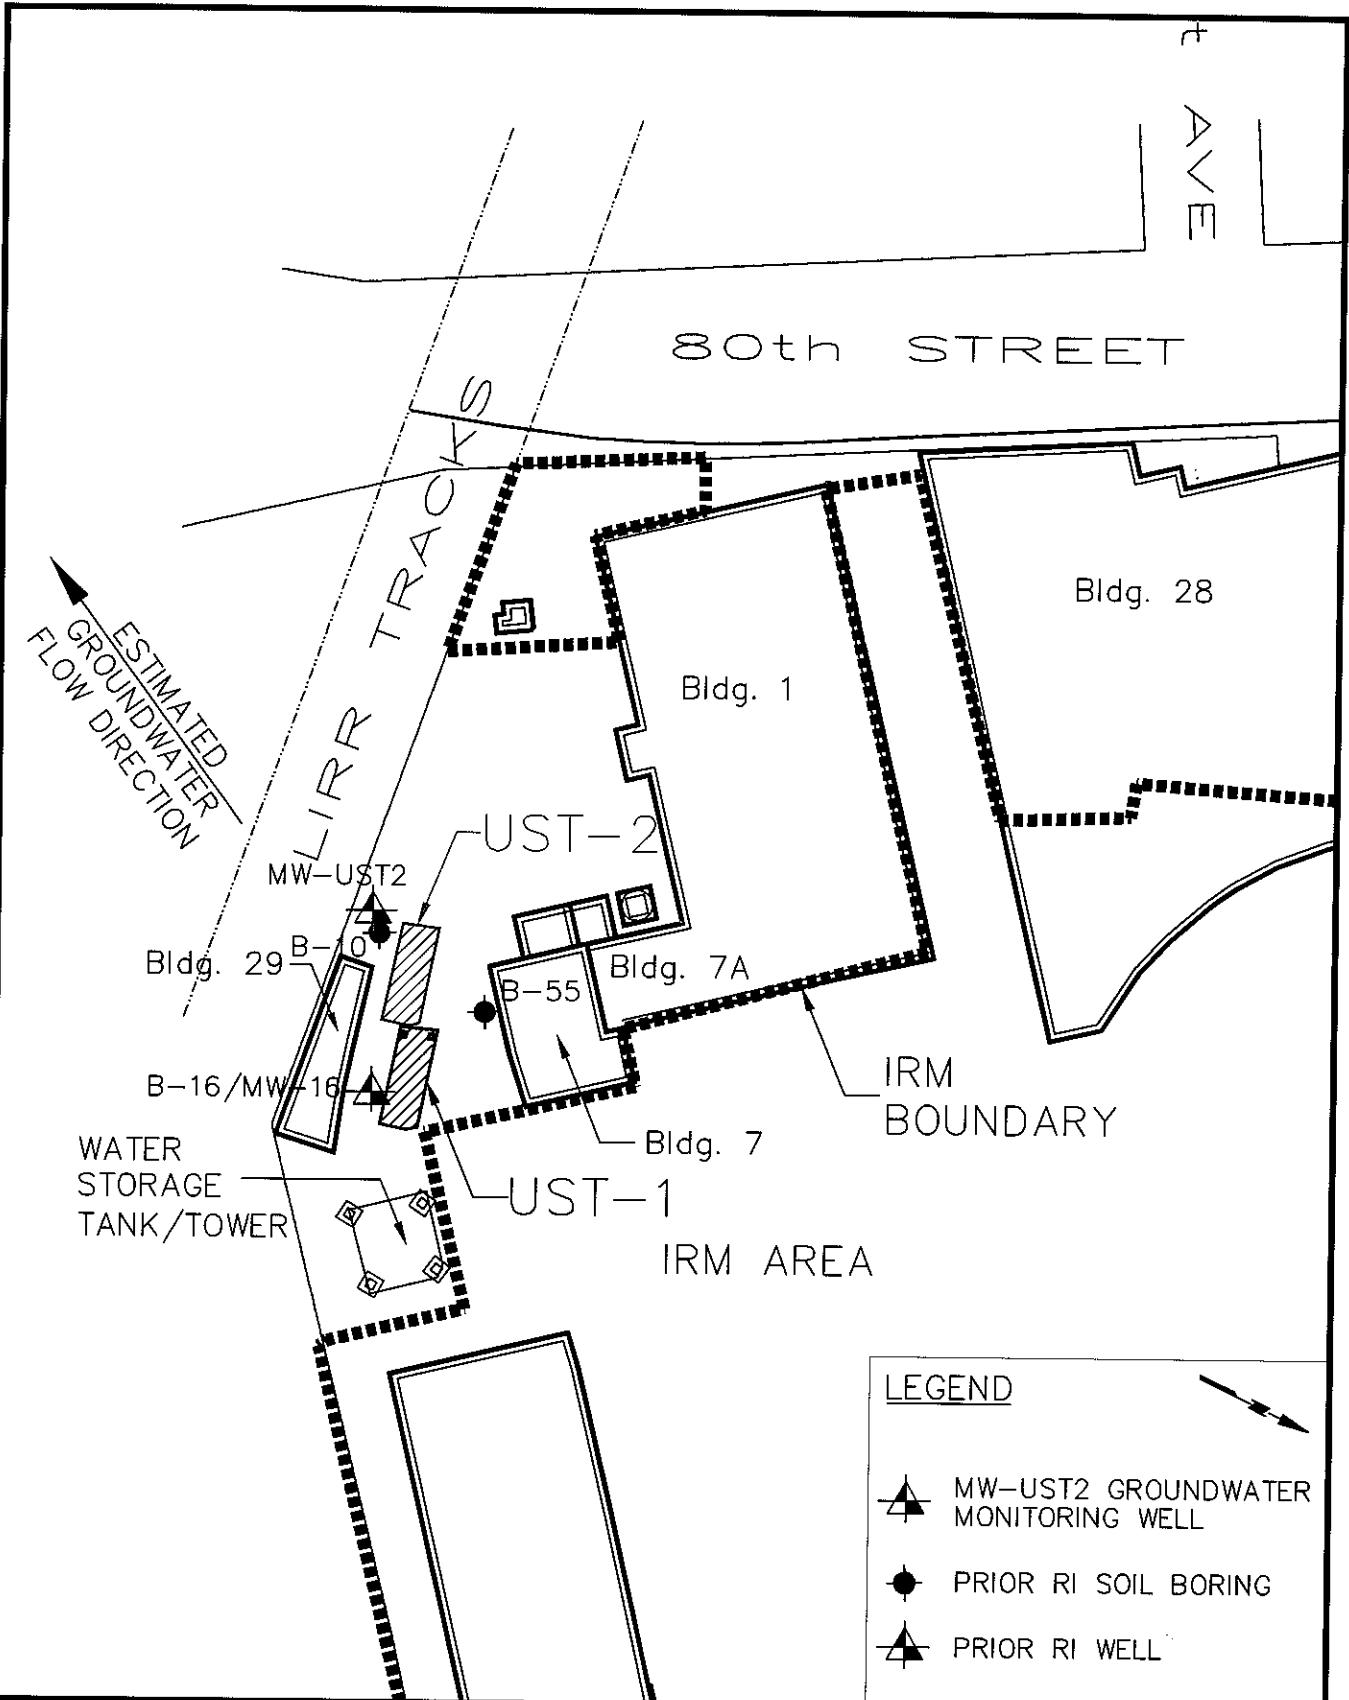 t AVE
80th STREET
LIRR TRACKS
ESTIMATED
GROUNDWATER
FLOW DIRECTION
Bldg. 28
Bldg. 1
UST-2
MW-UST2
B-10
Bldg. 29
Bldg. 7A
B-55
B-16/MW-16
IRM
BOUNDARY
Bldg. 7
WATER
STORAGE
TANK/TOWER
UST-1
IRM AREA
LEGEND
MW-UST2 GROUNDWATER
MONITORING WELL
PRIOR RI SOIL BORING
PRIOR RI WELL